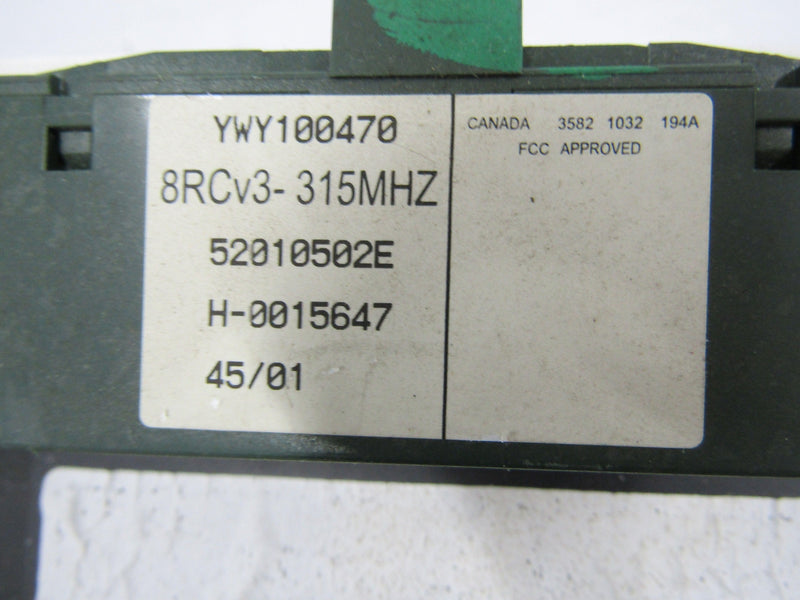 YWY100470
8RCv3- 315MHZ
52010502E
H-0015647
45/01
CANADA 3582 1032 194A
FCC APPROVED